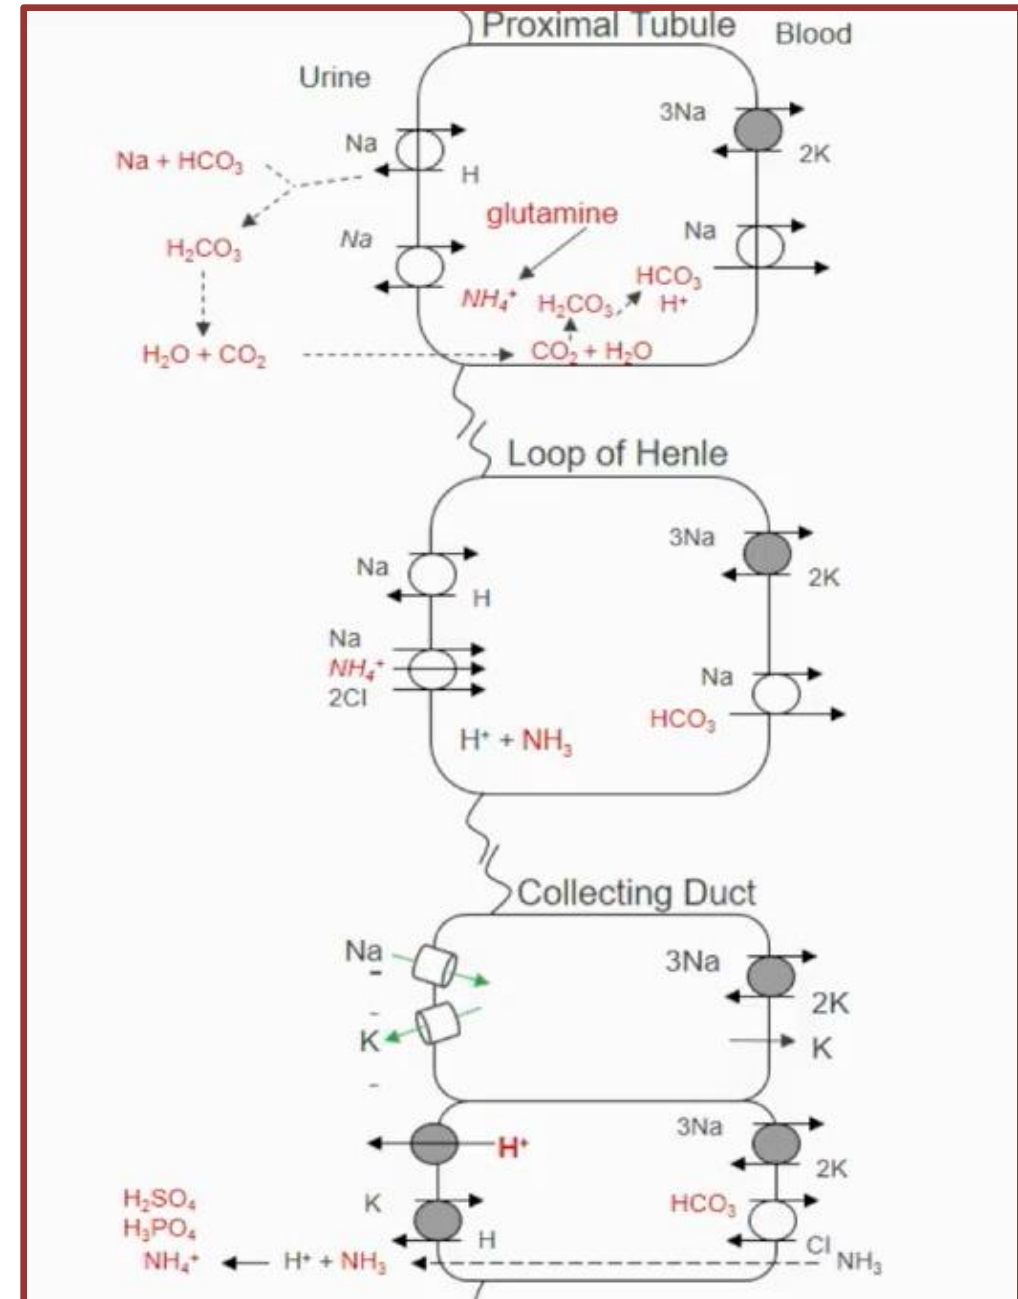 Proximal Tubule
Blood
Urine
3Na
Na
2K
Na + HCO₃
H
glutamine
Na
Na
H₂CO₃
HCO₃
NH₄⁺
H₂CO₃
H⁺
H₂O + CO₂
CO₂ + H₂O
Loop of Henle
3Na
Na
2K
H
Na
NH₄⁺
Na
2Cl
HCO₃
H⁺ + NH₃
Collecting Duct
Na
3Na
-
2K
-
K
K
-
3Na
H⁺
2K
H₂SO₄
K
HCO₃
H₃PO₄
H
Cl
NH₄⁺
H⁺ + NH₃
NH₃